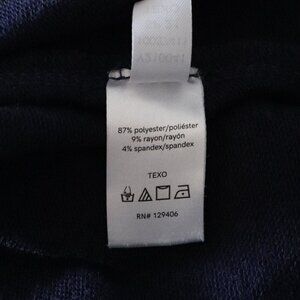 87% polyester/poliéster
9% rayon/rayón
4% spandex/spandex
TEXO
RN# 129406